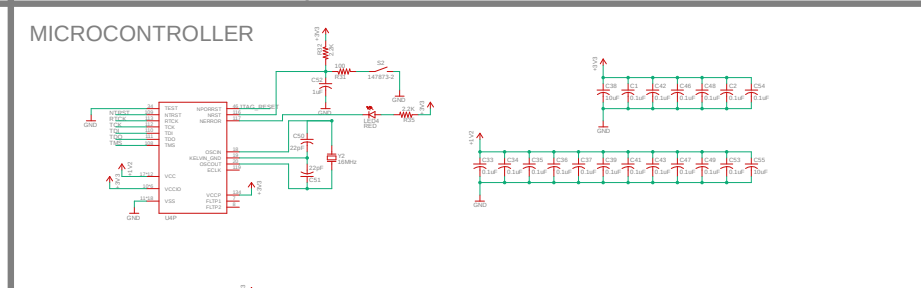 MICROCONTROLLER
+3V3
R32
2.2K
100
R31
S2
147873-2
C52
1uF
GND
GND
JTAG_RESET
2.2K
R35
+3V3
LED4
RED
GND
NTRST
RTCK
TCK
TDI
TDO
TMS
TEST
NTRST
RTCK
TCK
TDI
TDO
TMS
VCC
VCCIO
VSS
NPORRST
NRST
NERROR
OSCIN
KELVIN_GND
OSCOUT
ECLK
VCCP
FLTP1
FLTP2
U4P
+1V2
+3V3
GND
+3V3
C50
22pF
22pF
C51
Y2
16MHz
+3V3
C38 C1 C42 C46 C48 C2 C54
10uF 0.1uF 0.1uF 0.1uF 0.1uF 0.1uF 0.1uF
GND
+1V2
C33 C34 C35 C36 C37 C39 C41 C43 C47 C49 C53 C55
0.1uF 0.1uF 0.1uF 0.1uF 0.1uF 0.1uF 0.1uF 0.1uF 0.1uF 0.1uF 0.1uF 10uF
GND